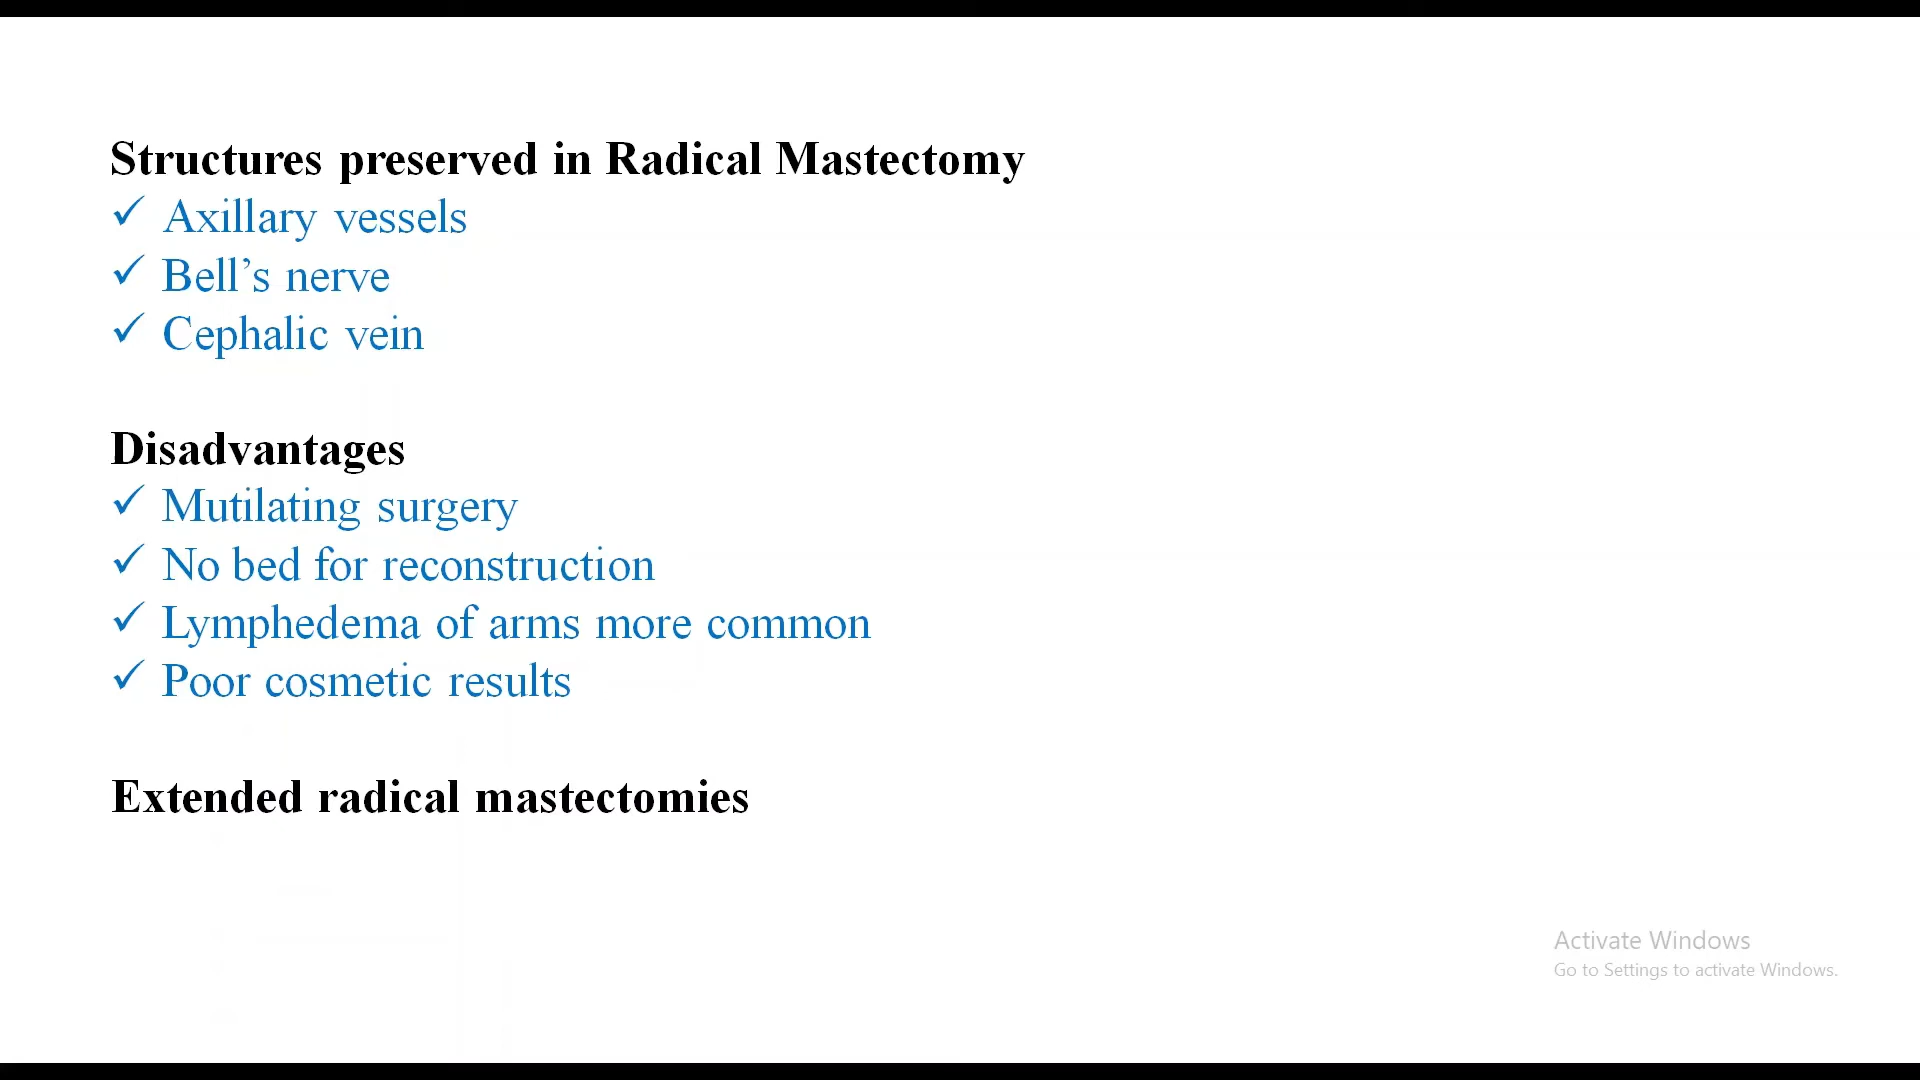 Structures preserved in Radical Mastectomy
✓ Axillary vessels
✓ Bell’s nerve
✓ Cephalic vein
Disadvantages
✓ Mutilating surgery
✓ No bed for reconstruction
✓ Lymphedema of arms more common
✓ Poor cosmetic results
Extended radical mastectomies
Activate Windows
Go to Settings to activate Windows.